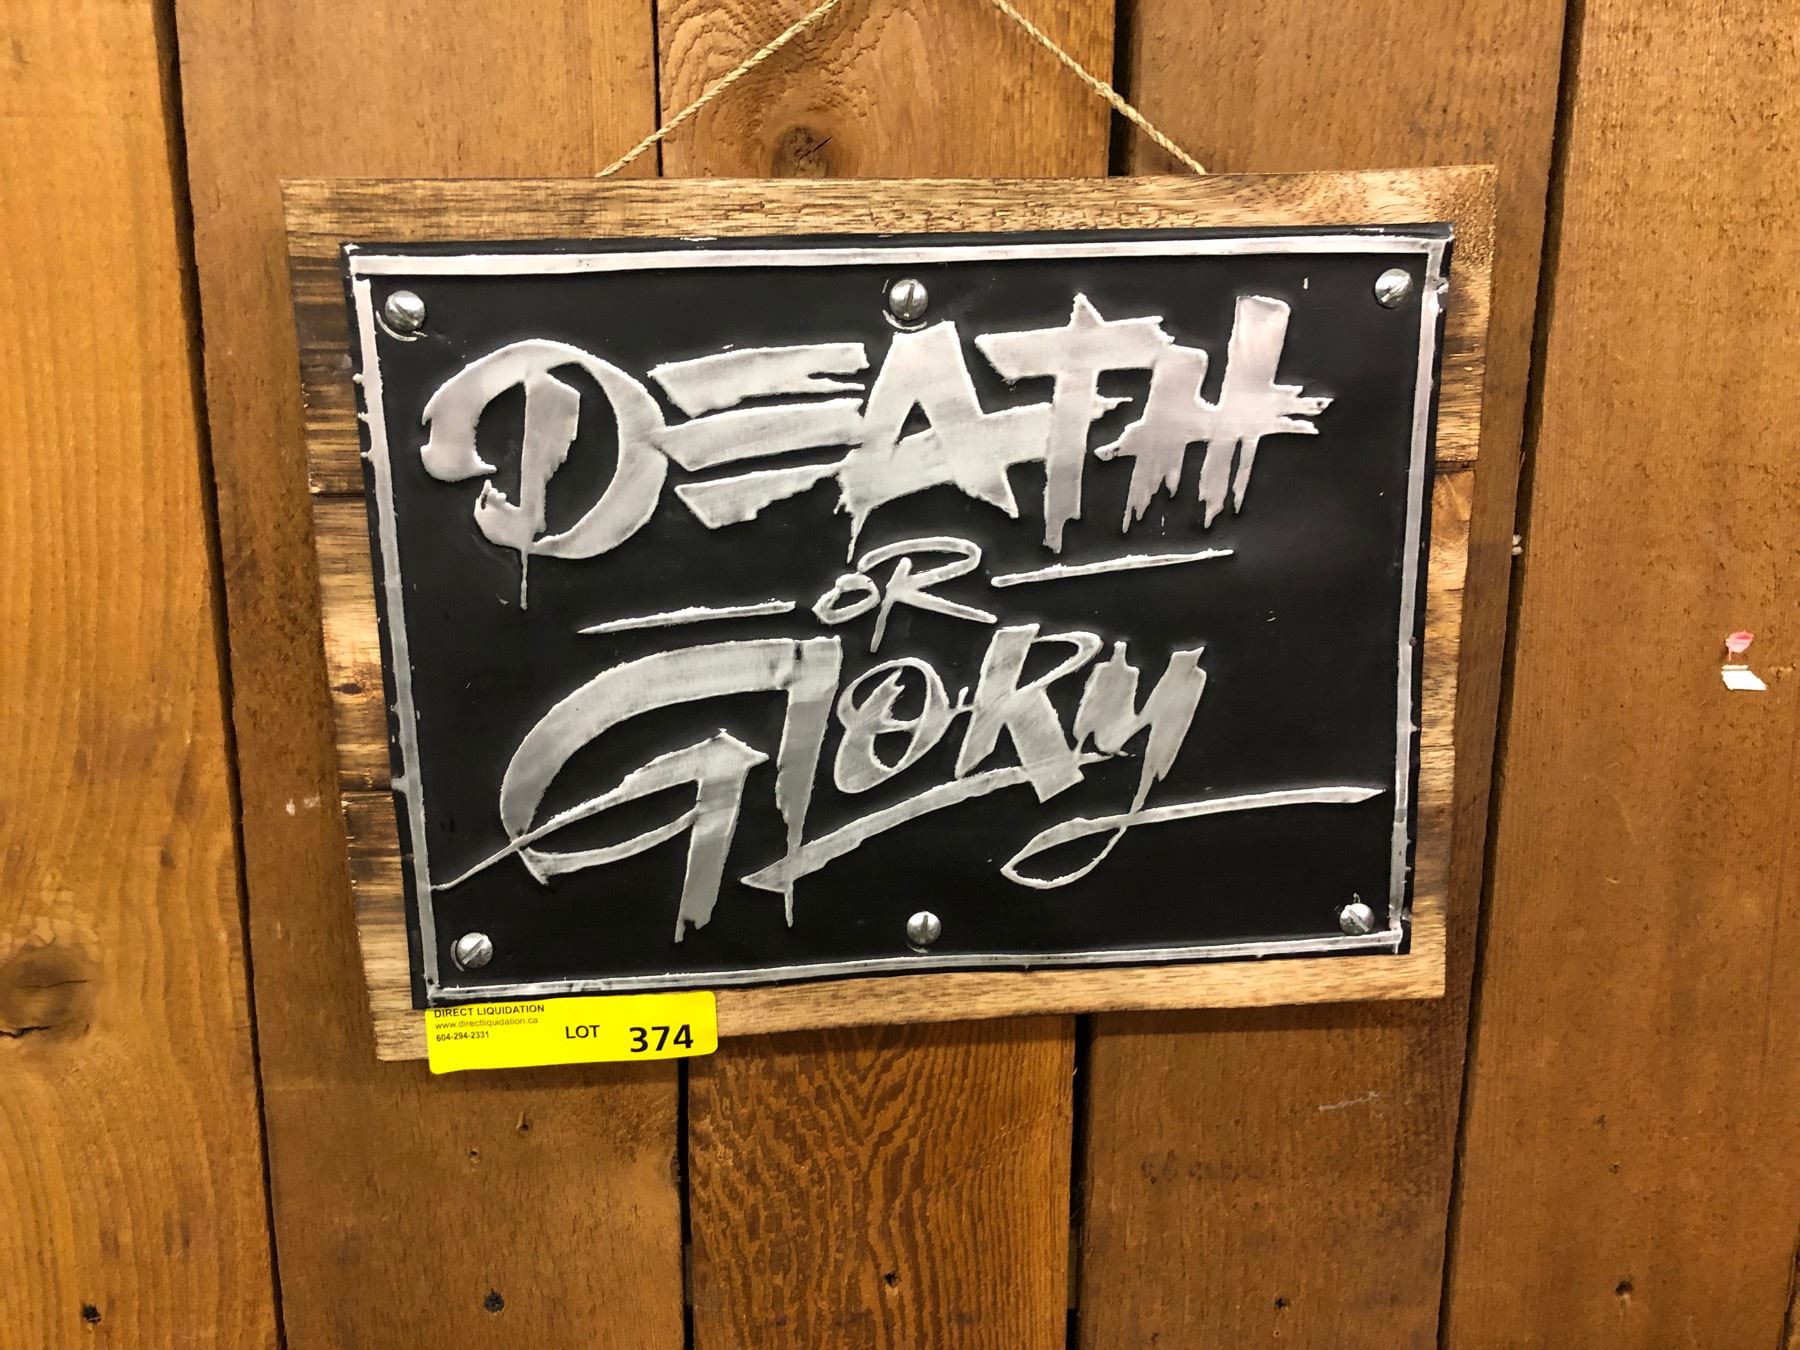 DEATH
OR
GLORY
DIRECT LIQUIDATION
www.directliquidation.ca
604-294-2331
LOT 374